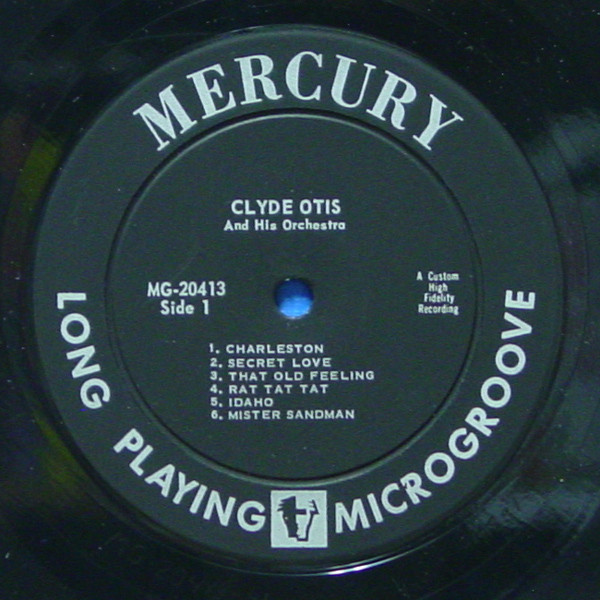 MERCURY
CLYDE OTIS
And His Orchestra
MG-20413
Side 1
A Custom
High
Fidelity
Recording
1. CHARLESTON
2. SECRET LOVE
3. THAT OLD FEELING
4. RAT TAT TAT
5. IDAHO
6. MISTER SANDMAN
LONG PLAYING MICROGROOVE